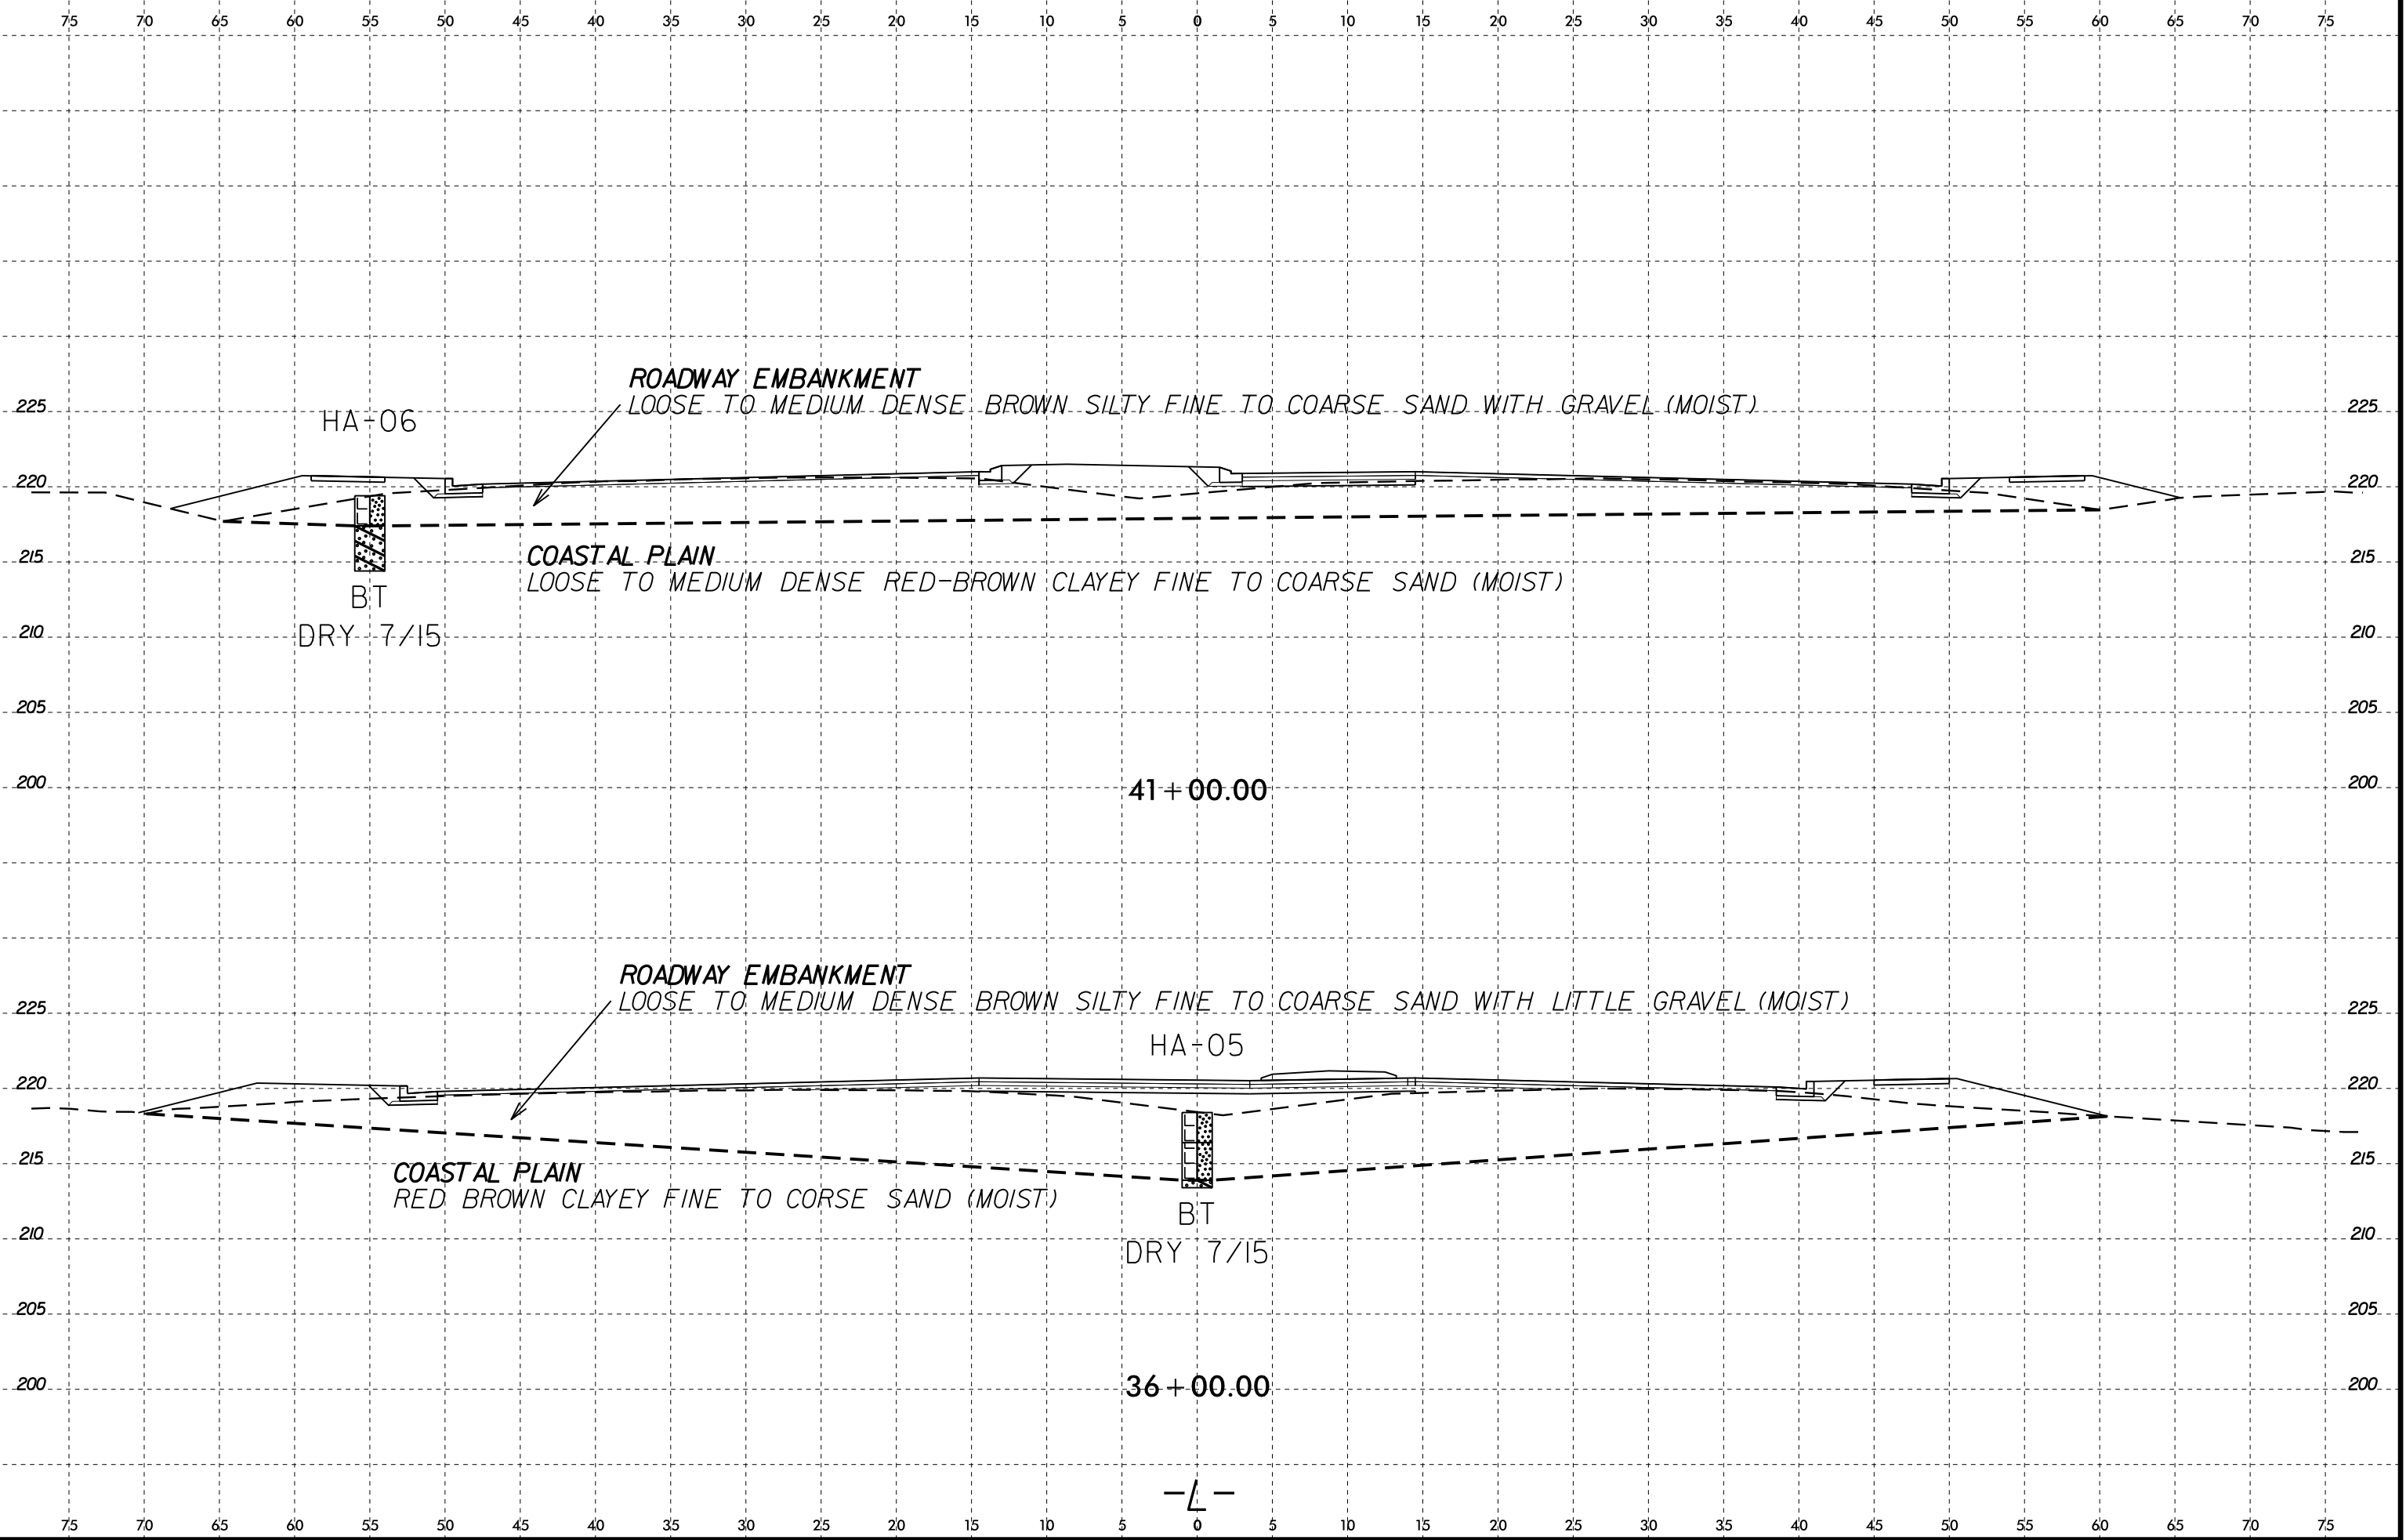 75 70 65 60 55 50 45 40 35 30 25 20 15 10 5 0 5 10 15 20 25 30 35 40 45 50 55 60 65 70 75
ROADWAY EMBANKMENT
LOOSE TO MEDIUM DENSE BROWN SILTY FINE TO COARSE SAND WITH GRAVEL (MOIST)
225 225
HA-06
220 220
COASTAL PLAIN
215 215
LOOSE TO MEDIUM DENSE RED-BROWN CLAYEY FINE TO COARSE SAND (MOIST)
BT
210 210
DRY 7/15
205 205
200 200
41+00.00
ROADWAY EMBANKMENT
LOOSE TO MEDIUM DENSE BROWN SILTY FINE TO COARSE SAND WITH LITTLE GRAVEL (MOIST)
225 225
HA-05
220 220
215 215
COASTAL PLAIN
RED BROWN CLAYEY FINE TO CORSE SAND (MOIST)
BT
210 210
DRY 7/15
205 205
200 200
36+00.00
-L-
75 70 65 60 55 50 45 40 35 30 25 20 15 10 5 0 5 10 15 20 25 30 35 40 45 50 55 60 65 70 75